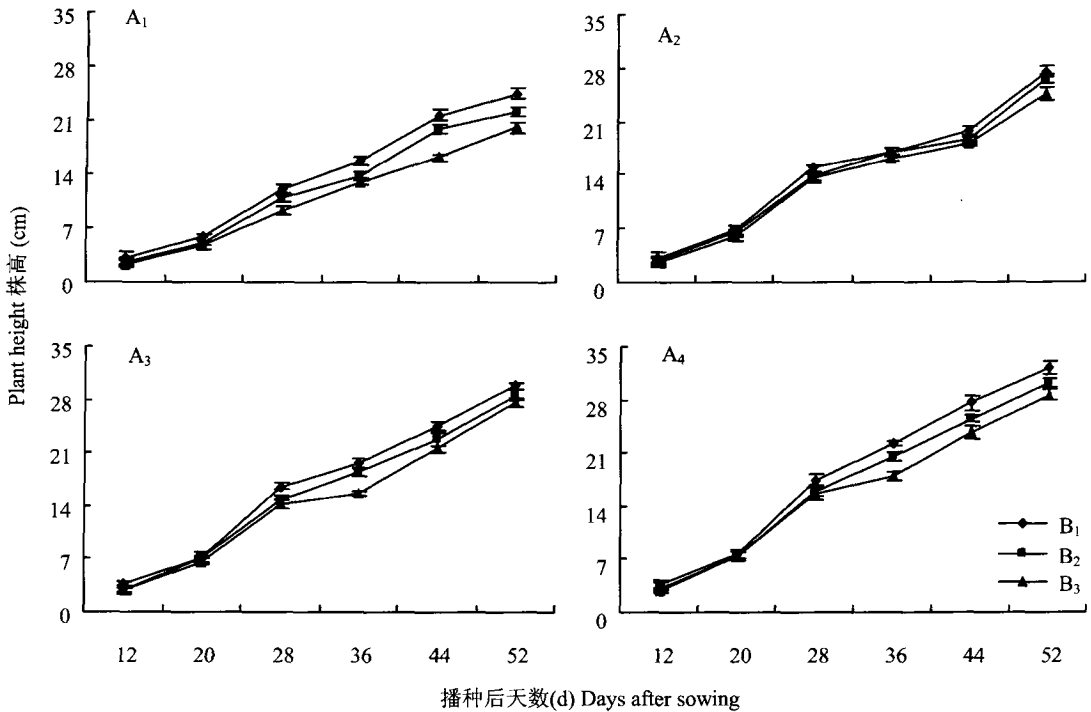 A₁
35
28
21
14
7
0
A₂
35
28
21
14
7
0
Plant height 株高 (cm)
A₃
35
28
21
14
7
0
12 20 28 36 44 52
A₄
35
28
21
14
7
0
B₁
B₂
B₃
12 20 28 36 44 52
播种后天数(d) Days after sowing